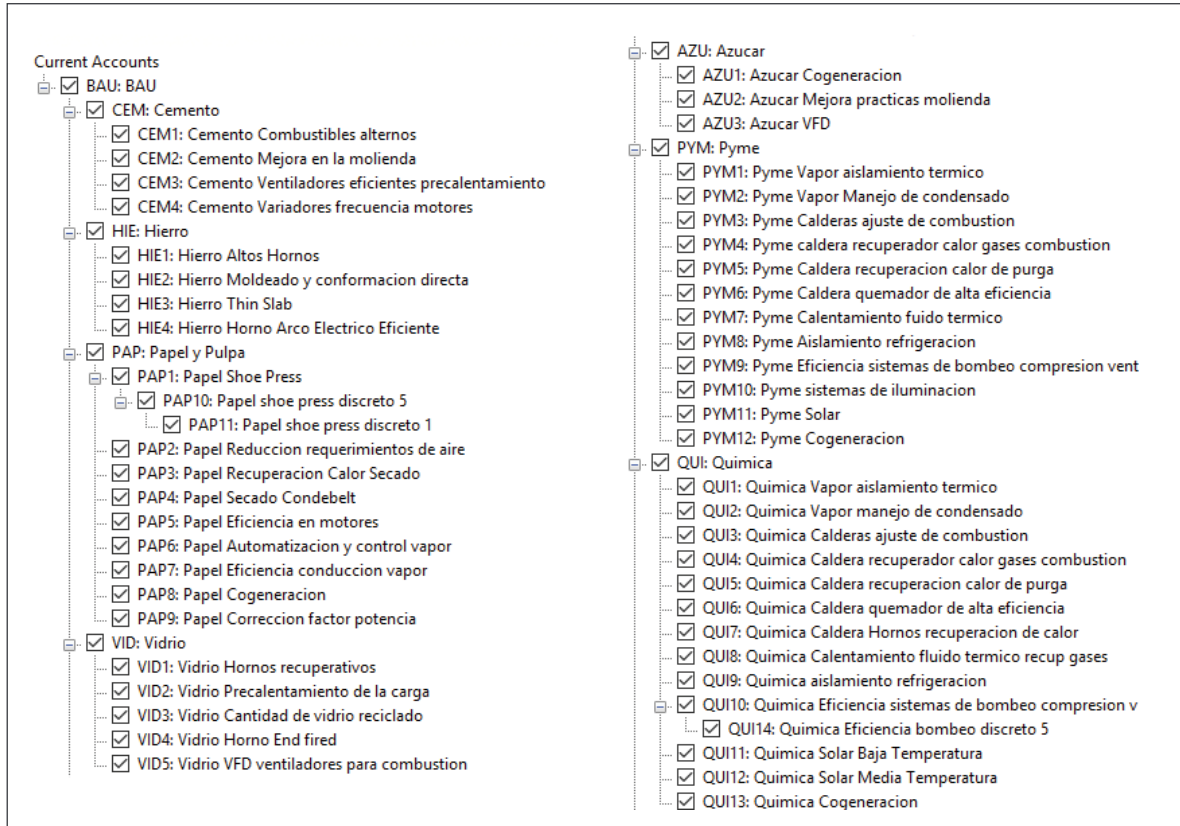 Current Accounts
BAU: BAU
CEM: Cemento
CEM1: Cemento Combustibles alternos
CEM2: Cemento Mejora en la molienda
CEM3: Cemento Ventiladores eficientes precalentamiento
CEM4: Cemento Variadores frecuencia motores
HIE: Hierro
HIE1: Hierro Altos Hornos
HIE2: Hierro Moldeado y conformacion directa
HIE3: Hierro Thin Slab
HIE4: Hierro Horno Arco Electrico Eficiente
PAP: Papel y Pulpa
PAP1: Papel Shoe Press
PAP10: Papel shoe press discreto 5
PAP11: Papel shoe press discreto 1
PAP2: Papel Reduccion requerimientos de aire
PAP3: Papel Recuperacion Calor Secado
PAP4: Papel Secado Condebelt
PAP5: Papel Eficiencia en motores
PAP6: Papel Automatizacion y control vapor
PAP7: Papel Eficiencia conduccion vapor
PAP8: Papel Cogeneracion
PAP9: Papel Correccion factor potencia
VID: Vidrio
VID1: Vidrio Hornos recuperativos
VID2: Vidrio Precalentamiento de la carga
VID3: Vidrio Cantidad de vidrio reciclado
VID4: Vidrio Horno End fired
VID5: Vidrio VFD ventiladores para combustion
AZU: Azucar
AZU1: Azucar Cogeneracion
AZU2: Azucar Mejora practicas molienda
AZU3: Azucar VFD
PYM: Pyme
PYM1: Pyme Vapor aislamiento termico
PYM2: Pyme Vapor Manejo de condensado
PYM3: Pyme Calderas ajuste de combustion
PYM4: Pyme caldera recuperador calor gases combustion
PYM5: Pyme Caldera recuperacion calor de purga
PYM6: Pyme Caldera quemador de alta eficiencia
PYM7: Pyme Calentamiento fuido termico
PYM8: Pyme Aislamiento refrigeracion
PYM9: Pyme Eficiencia sistemas de bombeo compresion vent
PYM10: Pyme sistemas de iluminacion
PYM11: Pyme Solar
PYM12: Pyme Cogeneracion
QUI: Quimica
QUI1: Quimica Vapor aislamiento termico
QUI2: Quimica Vapor manejo de condensado
QUI3: Quimica Calderas ajuste de combustion
QUI4: Quimica Caldera recuperador calor gases combustion
QUI5: Quimica Caldera recuperacion calor de purga
QUI6: Quimica Caldera quemador de alta eficiencia
QUI7: Quimica Caldera Hornos recuperacion de calor
QUI8: Quimica Calentamiento fluido termico recup gases
QUI9: Quimica aislamiento refrigeracion
QUI10: Quimica Eficiencia sistemas de bombeo compresion v
QUI14: Quimica Eficiencia bombeo discreto 5
QUI11: Quimica Solar Baja Temperatura
QUI12: Quimica Solar Media Temperatura
QUI13: Quimica Cogeneracion